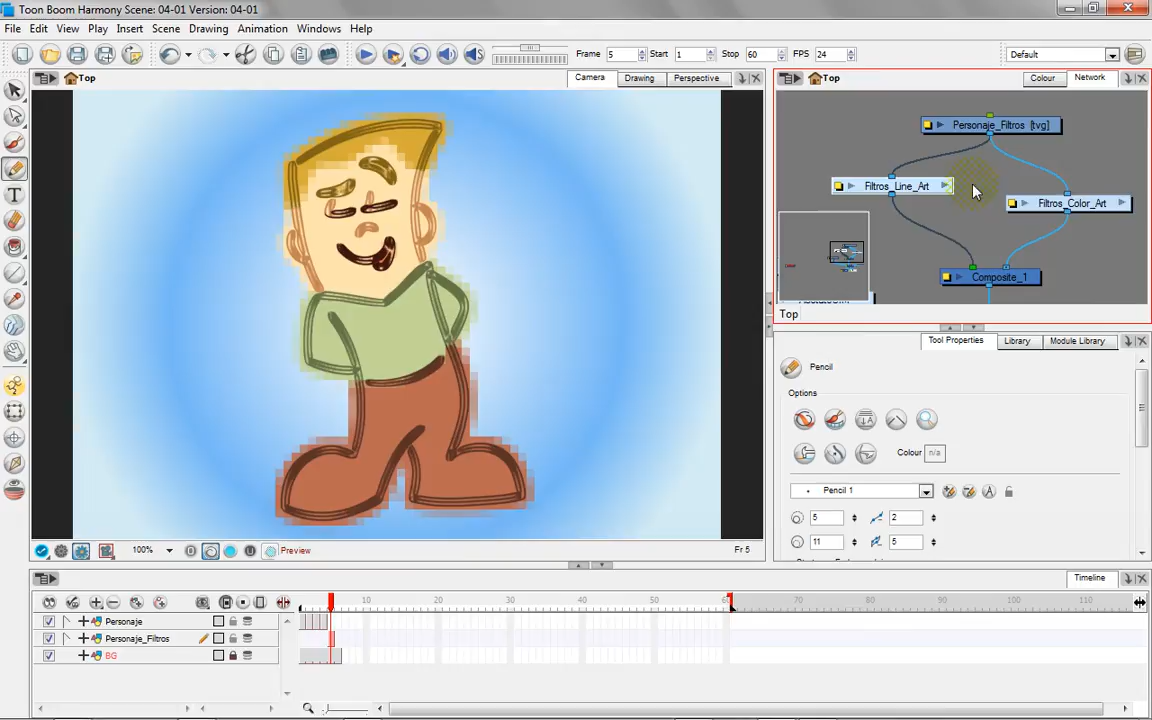 Toon Boom Harmony Scene: 04-01 Version: 04-01
File Edit View Play Insert Scene Drawing Animation Windows Help
Frame 5 Start 1 Stop 60 FPS 24 Default
Top Camera Drawing Perspective
Top Colour Network
Personaje_Filtros [tvg]
Filtros_Line_Art
Filtros_Color_Art
Composite_1
Top
Tool Properties Library Module Library
Pencil
Options
Colour n/a
Pencil 1
5 2
11 5
100% Preview Fr 5
Timeline
10 20 30 40 50 60 70 80 90 100 110
Personaje
Personaje_Filtros
BG